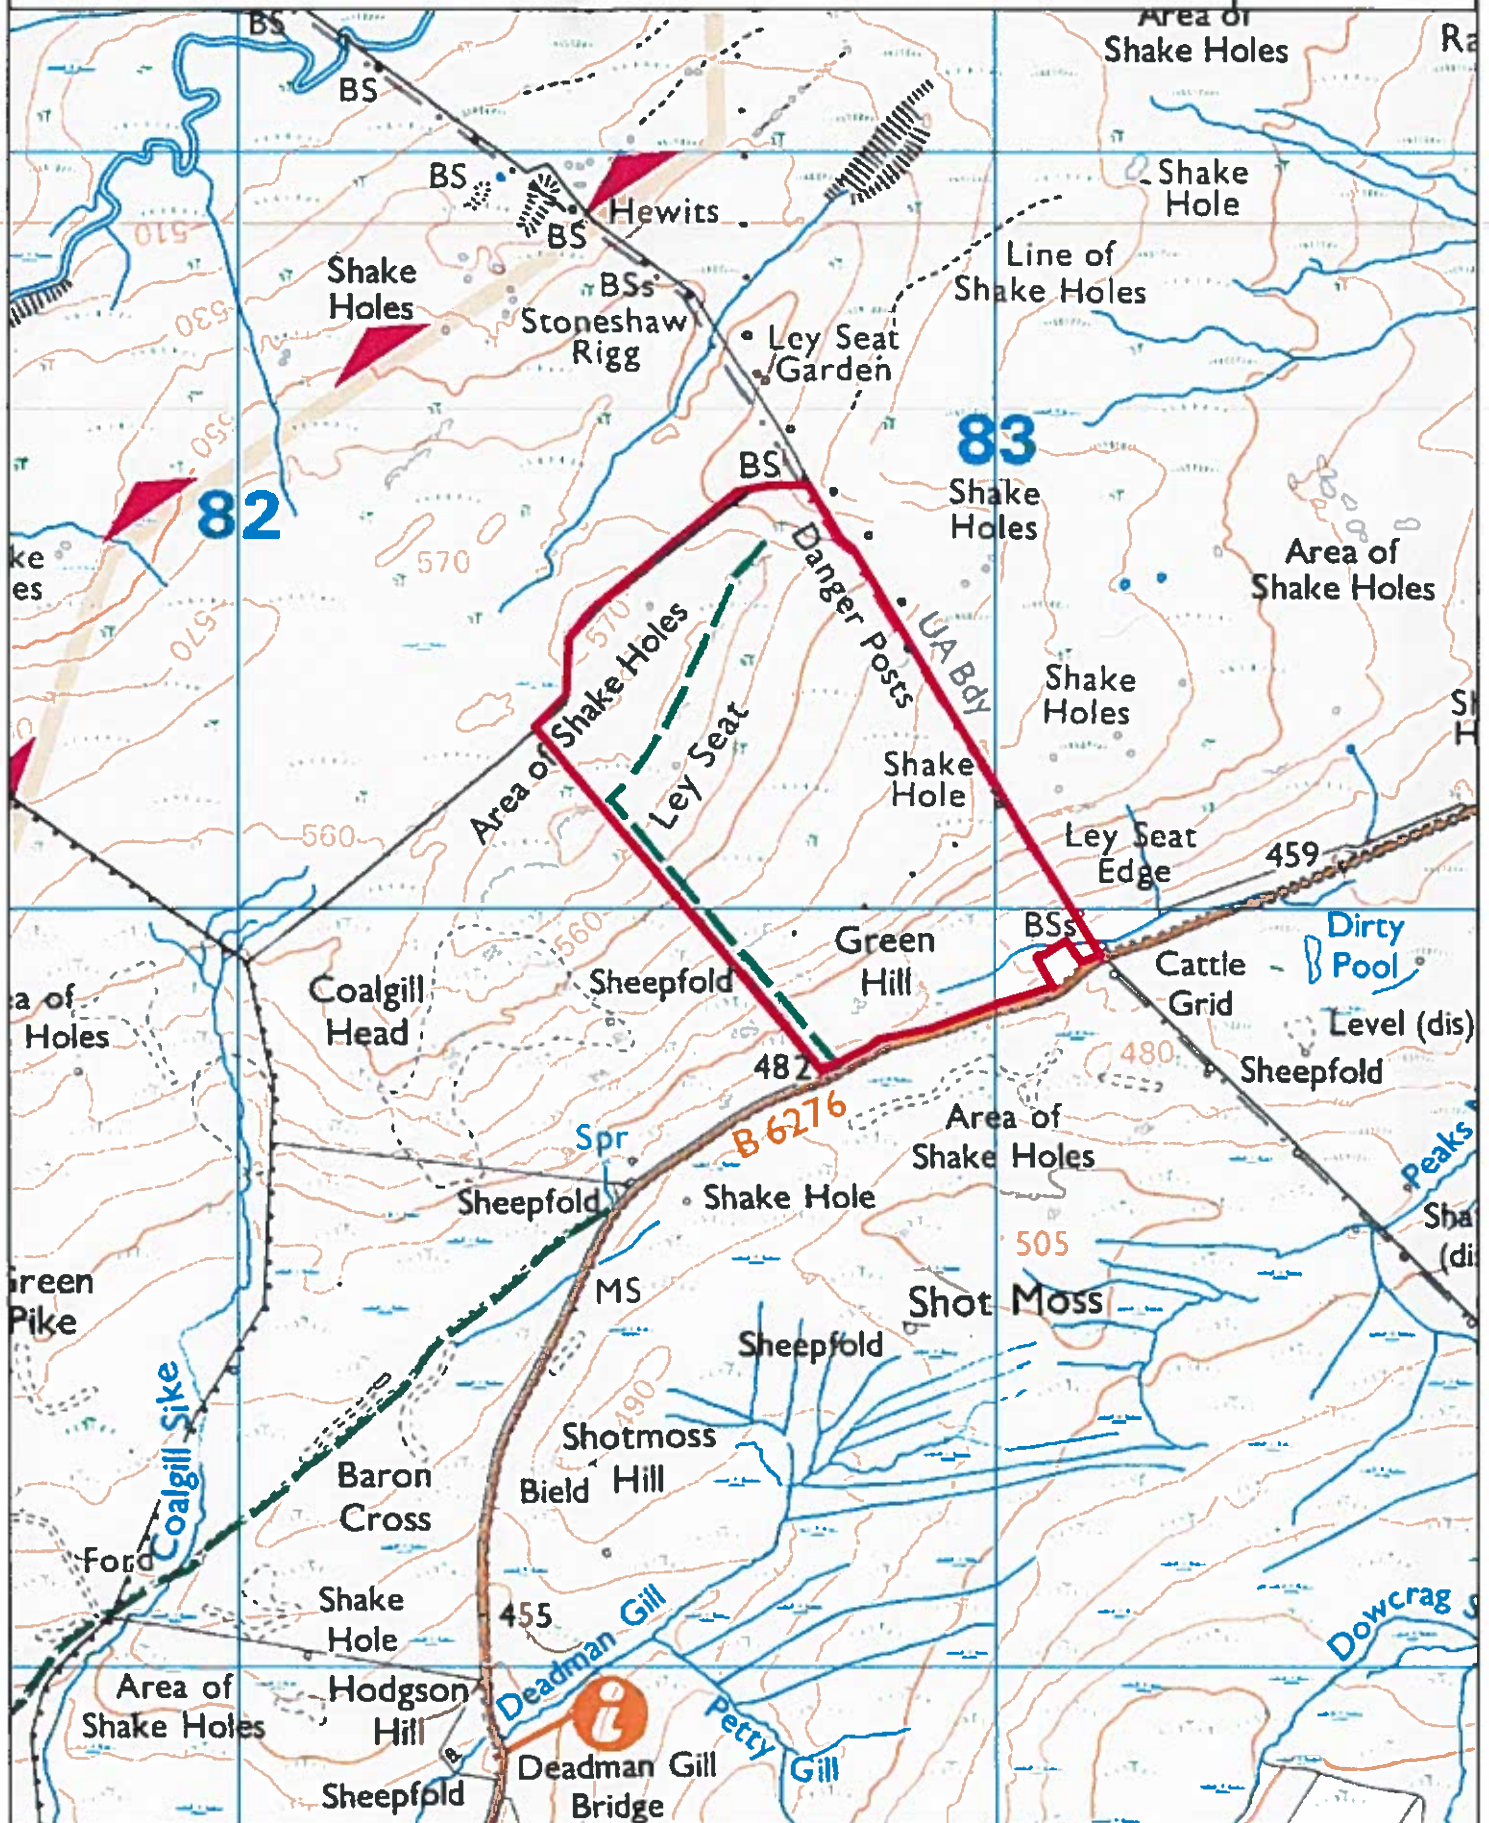 BS
Area of
Shake Holes
BS
BS
Shake
Hole
Hewits
BS
510
Line of
Shake Holes
Shake
Holes
BSs
Stoneshaw
Rigg
530
Ley Seat
Garden
550
83
BS
82
Shake
Holes
570
Area of
Shake Holes
Danger Posts
570
570
UA Bdy
Area of Shake Holes
Shake
Holes
Ley Seat
Shake
Hole
560
Ley Seat
Edge
459
BSs
Green
Hill
560
Dirty
Pool
Cattle
Grid
Coalgill
Head
Sheepfold
Holes
Level (dis)
480
Sheepfold
482
B 6276
Area of
Shake Holes
Spr
Peaks
Sheepfold
Shake Hole
505
MS
Shot Moss
Pike
Sheepfold
490
Coalgill Sike
Shotmoss
Hill
Bield
Baron
Cross
Ford
Shake
Hole
455
Deadman Gill
Dowcrag
Area of
Shake Holes
Hodgson
Hill
i
Petty
Gill
Deadman Gill
Bridge
Sheepfold